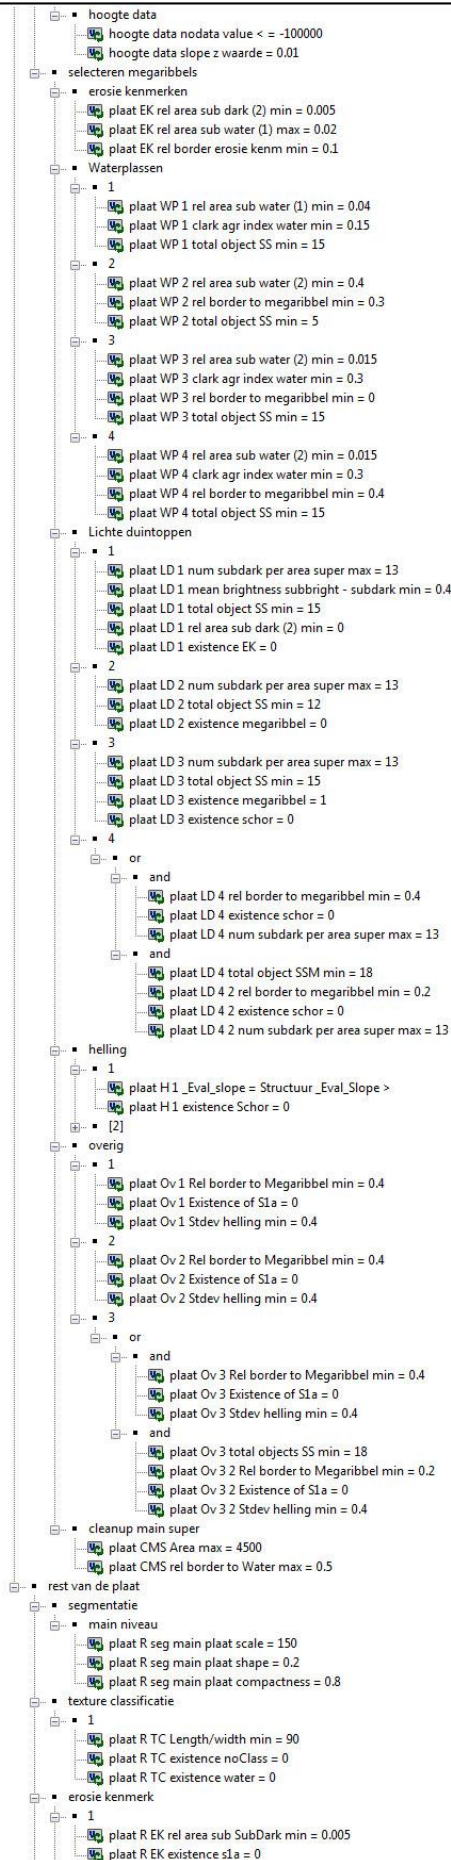 hoogte data
hoogte data nodata value < = -100000
hoogte data slope z waarde = 0.01
selecteren megaribbels
erosie kenmerken
plaat EK rel area sub dark (2) min = 0.005
plaat EK rel area sub water (1) max = 0.02
plaat EK rel border erosie kenm min = 0.1
Waterplassen
1
plaat WP 1 rel area sub water (1) min = 0.04
plaat WP 1 clark agr index water min = 0.15
plaat WP 1 total object SS min = 15
2
plaat WP 2 rel area sub water (2) min = 0.4
plaat WP 2 rel border to megaribbel min = 0.3
plaat WP 2 total object SS min = 5
3
plaat WP 3 rel area sub water (2) min = 0.015
plaat WP 3 clark agr index water min = 0.3
plaat WP 3 rel border to megaribbel min = 0
plaat WP 3 total object SS min = 15
4
plaat WP 4 rel area sub water (2) min = 0.015
plaat WP 4 clark agr index water min = 0.3
plaat WP 4 rel border to megaribbel min = 0.4
plaat WP 4 total object SS min = 15
Lichte duintoppen
1
plaat LD 1 num subdark per area super max = 13
plaat LD 1 mean brightness subbright - subdark min = 0.4
plaat LD 1 total object SS min = 15
plaat LD 1 rel area sub dark (2) min = 0
plaat LD 1 existence EK = 0
2
plaat LD 2 num subdark per area super max = 13
plaat LD 2 total object SS min = 12
plaat LD 2 existence megaribbel = 0
3
plaat LD 3 num subdark per area super max = 13
plaat LD 3 total object SS min = 15
plaat LD 3 existence megaribbel = 1
plaat LD 3 existence schor = 0
4
or
and
plaat LD 4 rel border to megaribbel min = 0.4
plaat LD 4 existence schor = 0
plaat LD 4 num subdark per area super max = 13
and
plaat LD 4 total object SSM min = 18
plaat LD 4 2 rel border to megaribbel min = 0.2
plaat LD 4 2 existence schor = 0
plaat LD 4 2 num subdark per area super max = 13
helling
1
plaat H 1 _Eval_slope = Structuur _Eval_Slope >
plaat H 1 existence Schor = 0
[2]
overig
1
plaat Ov 1 Rel border to Megaribbel min = 0.4
plaat Ov 1 Existence of S1a = 0
plaat Ov 1 Stdev helling min = 0.4
2
plaat Ov 2 Rel border to Megaribbel min = 0.4
plaat Ov 2 Existence of S1a = 0
plaat Ov 2 Stdev helling min = 0.4
3
or
and
plaat Ov 3 Rel border to Megaribbel min = 0.4
plaat Ov 3 Existence of S1a = 0
plaat Ov 3 Stdev helling min = 0.4
and
plaat Ov 3 total objects SS min = 18
plaat Ov 3 2 Rel border to Megaribbel min = 0.2
plaat Ov 3 2 Existence of S1a = 0
plaat Ov 3 2 Stdev helling min = 0.4
cleanup main super
plaat CMS Area max = 4500
plaat CMS rel border to Water max = 0.5
rest van de plaat
segmentatie
main niveau
plaat R seg main plaat scale = 150
plaat R seg main plaat shape = 0.2
plaat R seg main plaat compactness = 0.8
texture classificatie
1
plaat R TC Length/width min = 90
plaat R TC existence noClass = 0
plaat R TC existence water = 0
erosie kenmerk
1
plaat R EK rel area sub SubDark min = 0.005
plaat R EK existence s1a = 0